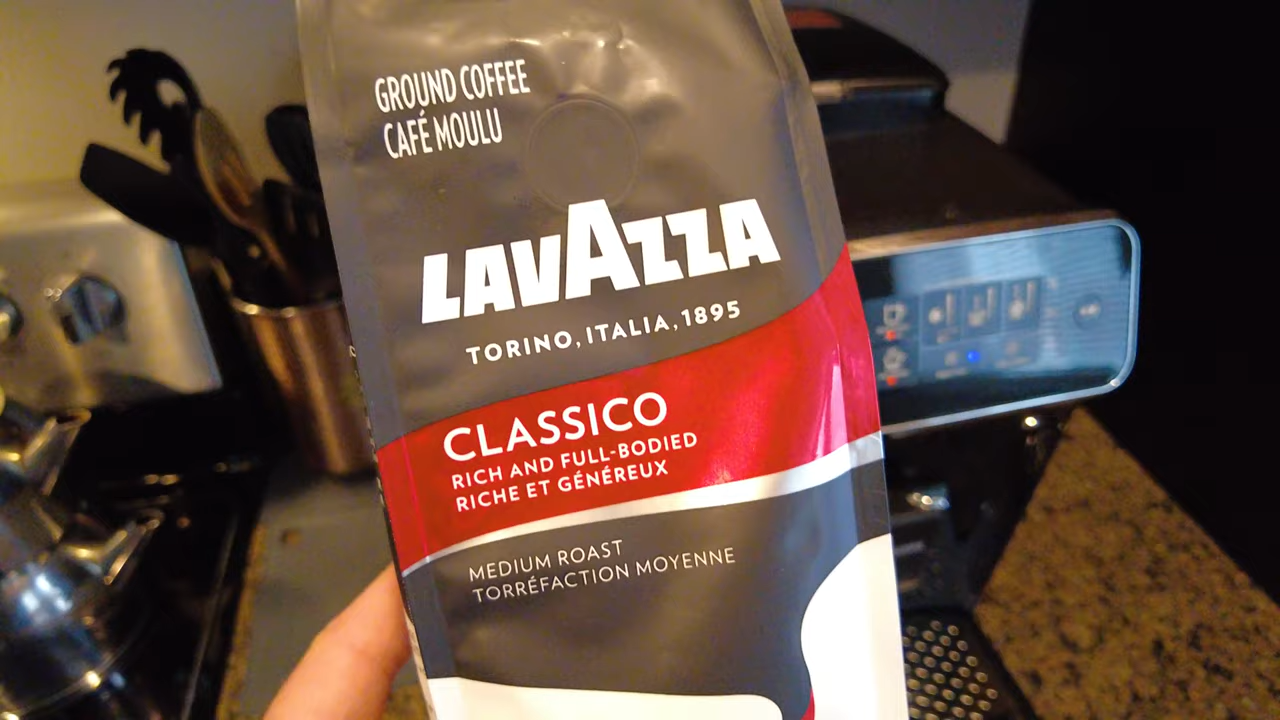 GROUND COFFEE
CAFÉ MOULU
LAVAZZA
TORINO, ITALIA, 1895
CLASSICO
RICH AND FULL-BODIED
RICHE ET GÉNÉREUX
MEDIUM ROAST
TORRÉFACTION MOYENNE